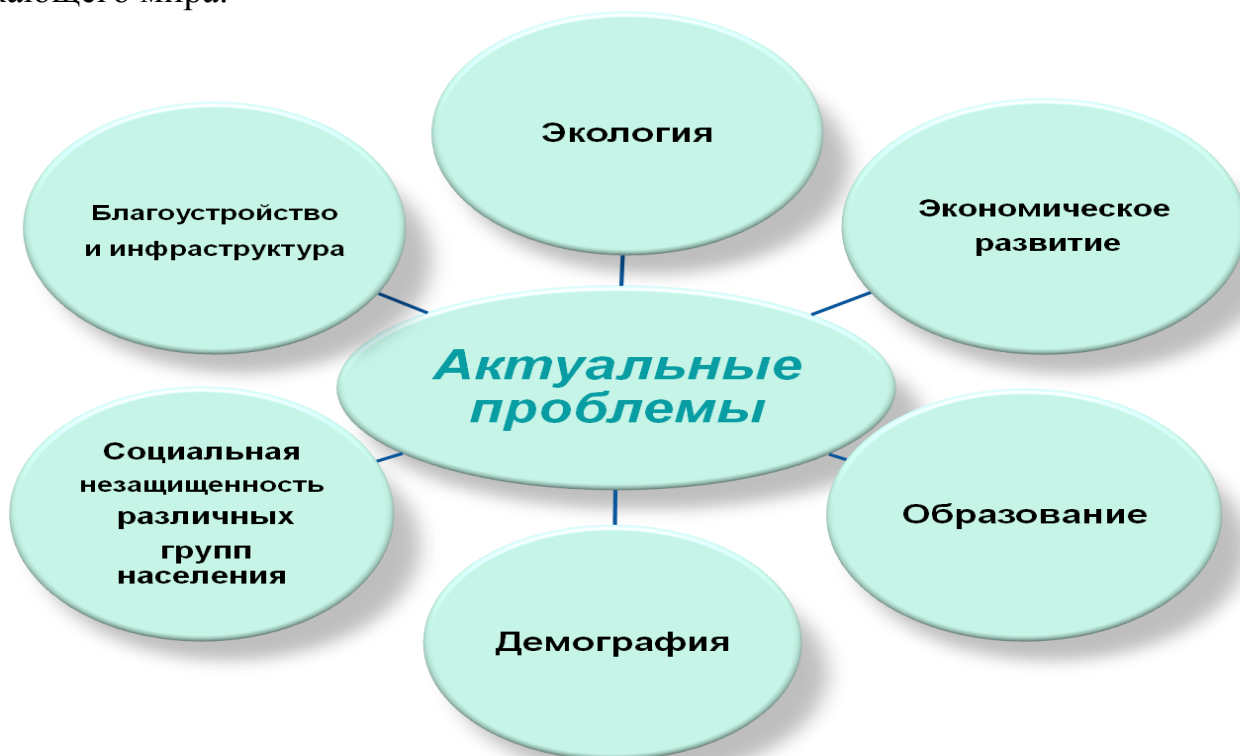 Экология
Благоустройство
и инфраструктура
Экономическое
развитие
Актуальные
проблемы
Социальная
незащищенность
различных
групп
населения
Образование
Демография